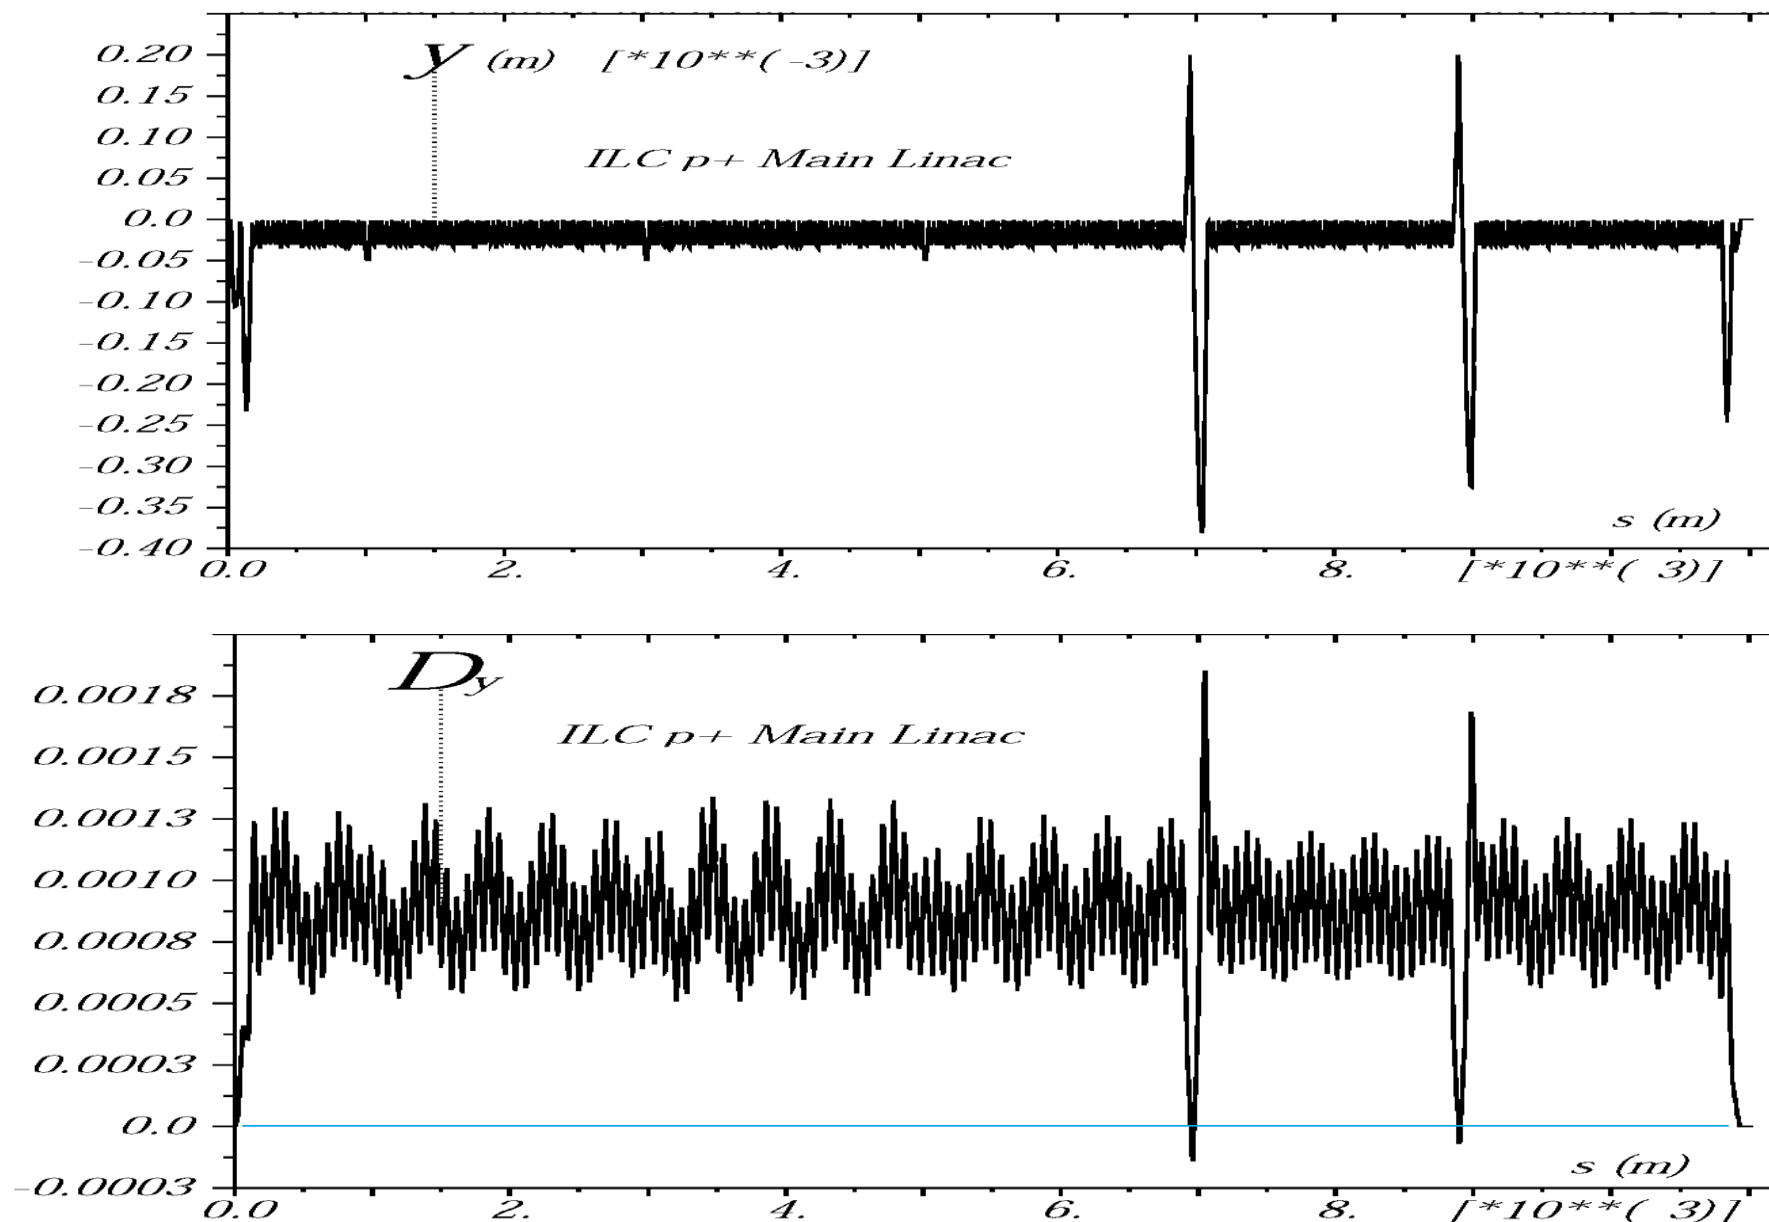 0.20
y (m) [*10**( -3)]
0.15
0.10
ILC p+ Main Linac
0.05
0.0
-0.05
-0.10
-0.15
-0.20
-0.25
-0.30
-0.35
s (m)
-0.40
0.0 2. 4. 6. 8. [*10**( 3)]
Dy
0.0018
ILC p+ Main Linac
0.0015
0.0013
0.0010
0.0008
0.0005
0.0003
0.0
s (m)
-0.0003
0.0 2. 4. 6. 8. [*10**( 3)]